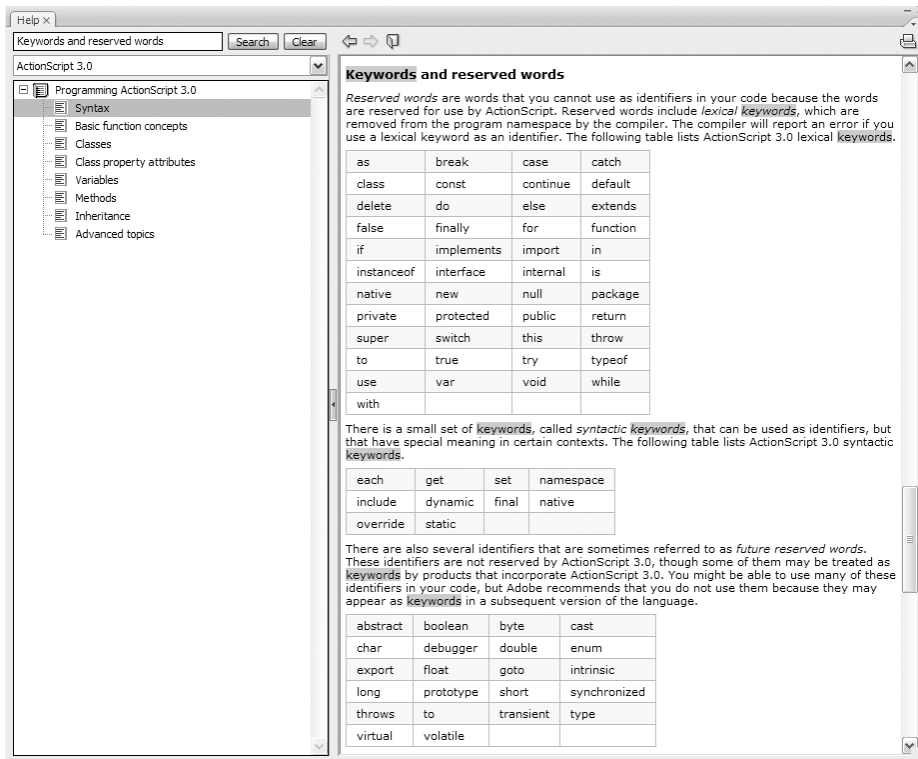 Help ×
Keywords and reserved words Search Clear
ActionScript 3.0
Programming ActionScript 3.0
Syntax
Basic function concepts
Classes
Class property attributes
Variables
Methods
Inheritance
Advanced topics
Keywords and reserved words
Reserved words are words that you cannot use as identifiers in your code because the words
are reserved for use by ActionScript. Reserved words include lexical keywords, which are
removed from the program namespace by the compiler. The compiler will report an error if you
use a lexical keyword as an identifier. The following table lists ActionScript 3.0 lexical keywords.
as break case catch
class const continue default
delete do else extends
false finally for function
if implements import in
instanceof interface internal is
native new null package
private protected public return
super switch this throw
to true try typeof
use var void while
with
There is a small set of keywords, called syntactic keywords, that can be used as identifiers, but
that have special meaning in certain contexts. The following table lists ActionScript 3.0 syntactic
keywords.
each get set namespace
include dynamic final native
override static
There are also several identifiers that are sometimes referred to as future reserved words.
These identifiers are not reserved by ActionScript 3.0, though some of them may be treated as
keywords by products that incorporate ActionScript 3.0. You might be able to use many of these
identifiers in your code, but Adobe recommends that you do not use them because they may
appear as keywords in a subsequent version of the language.
abstract boolean byte cast
char debugger double enum
export float goto intrinsic
long prototype short synchronized
throws to transient type
virtual volatile